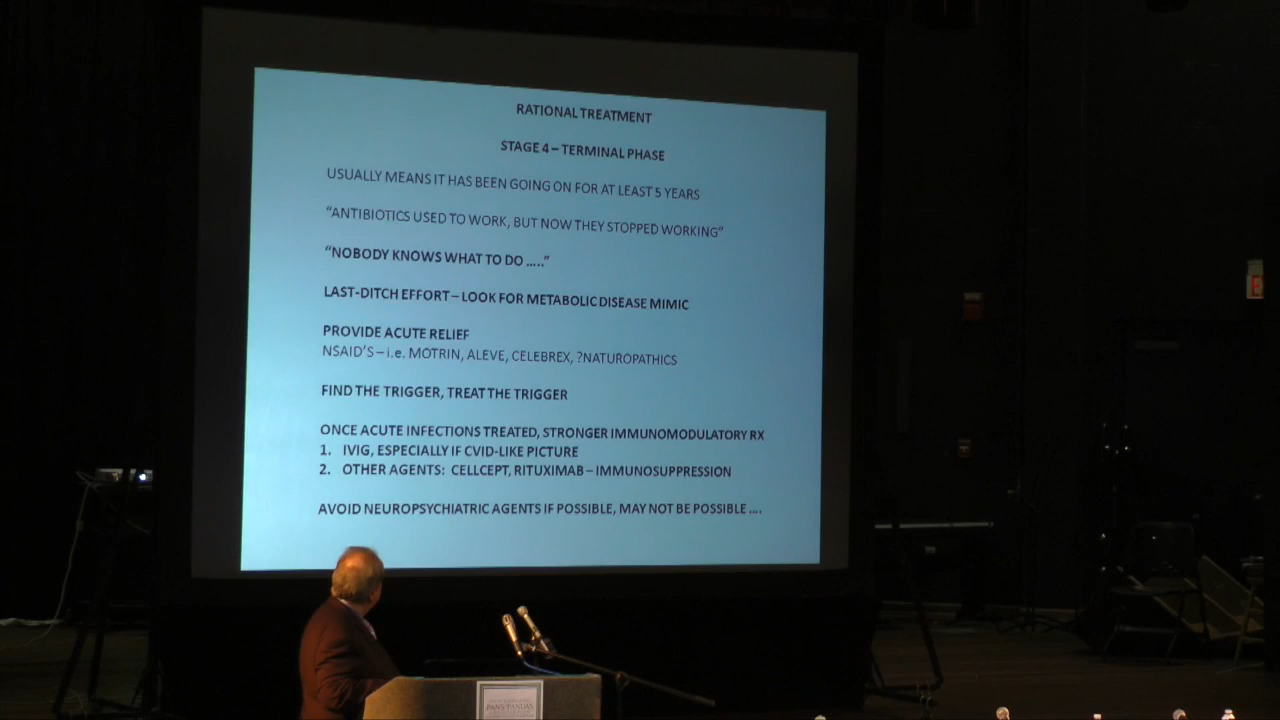 RATIONAL TREATMENT
STAGE 4 – TERMINAL PHASE
USUALLY MEANS IT HAS BEEN GOING ON FOR AT LEAST 5 YEARS
“ANTIBIOTICS USED TO WORK, BUT NOW THEY STOPPED WORKING”
“NOBODY KNOWS WHAT TO DO .....”
LAST-DITCH EFFORT – LOOK FOR METABOLIC DISEASE MIMIC
PROVIDE ACUTE RELIEF
NSAID’S – i.e. MOTRIN, ALEVE, CELEBREX, ?NATUROPATHICS
FIND THE TRIGGER, TREAT THE TRIGGER
ONCE ACUTE INFECTIONS TREATED, STRONGER IMMUNOMODULATORY RX
1. IVIG, ESPECIALLY IF CVID-LIKE PICTURE
2. OTHER AGENTS: CELLCEPT, RITUXIMAB – IMMUNOSUPPRESSION
AVOID NEUROPSYCHIATRIC AGENTS IF POSSIBLE, MAY NOT BE POSSIBLE ....
PANS/PANDAS